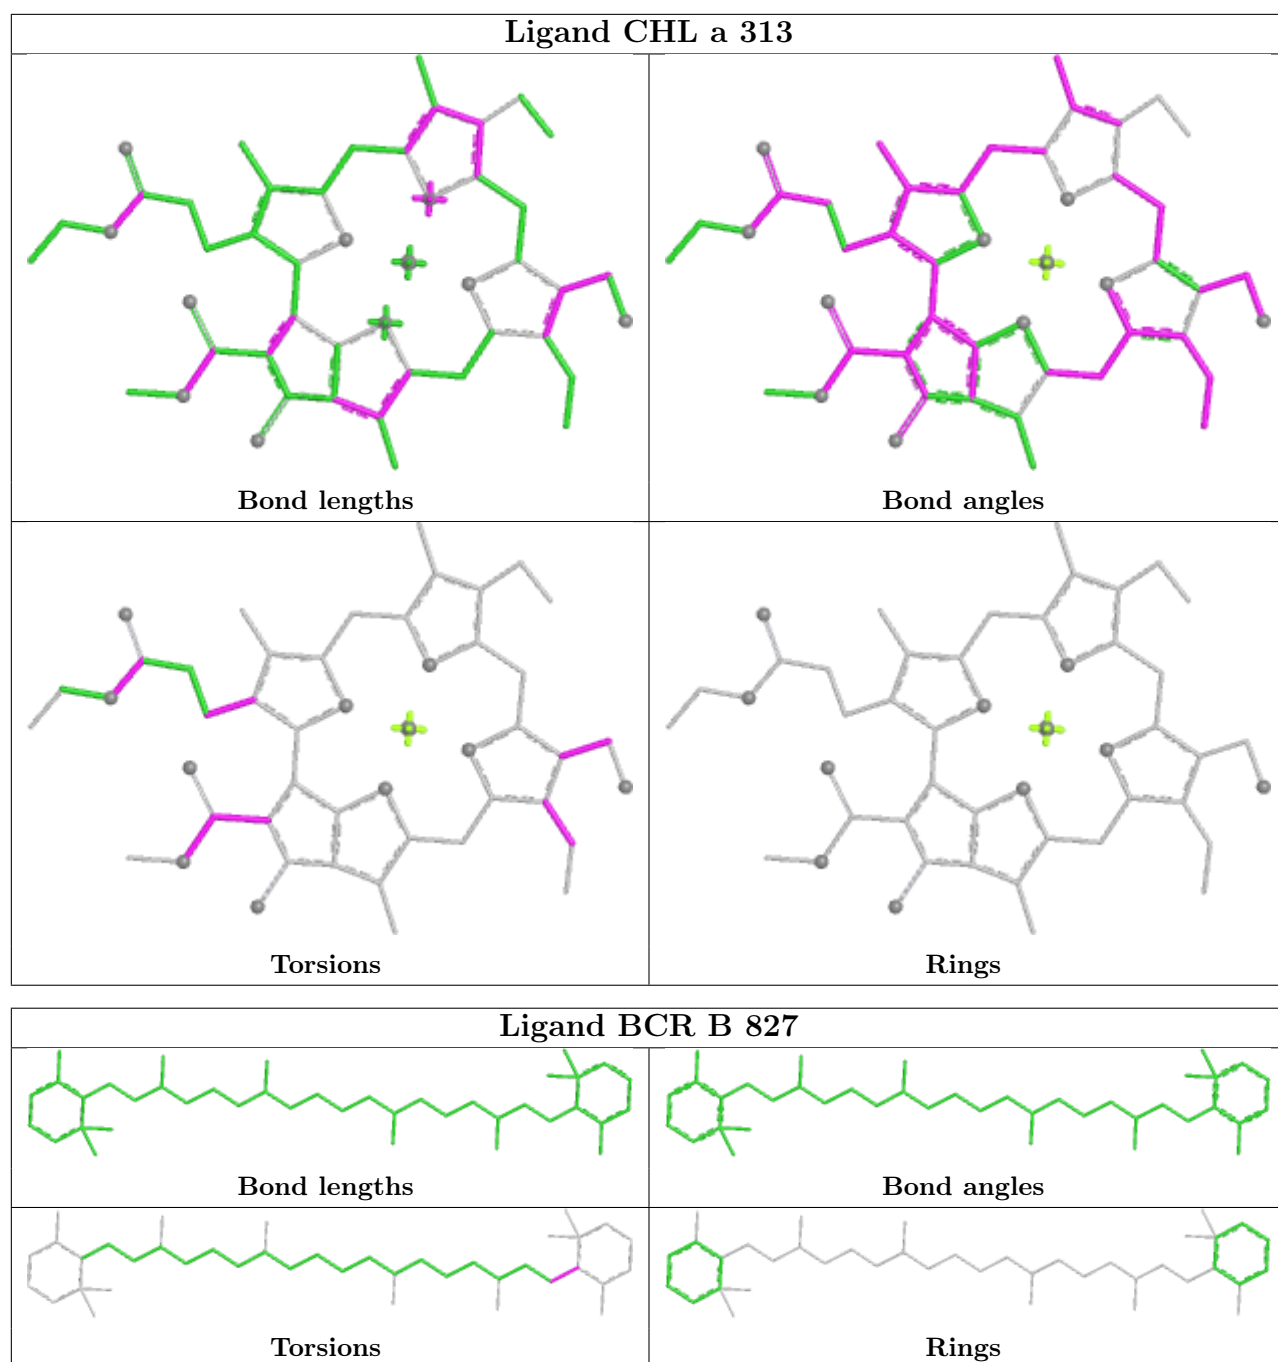 Ligand CHL a 313
Bond lengths
Bond angles
Torsions
Rings
Ligand BCR B 827
Bond lengths
Bond angles
Torsions
Rings